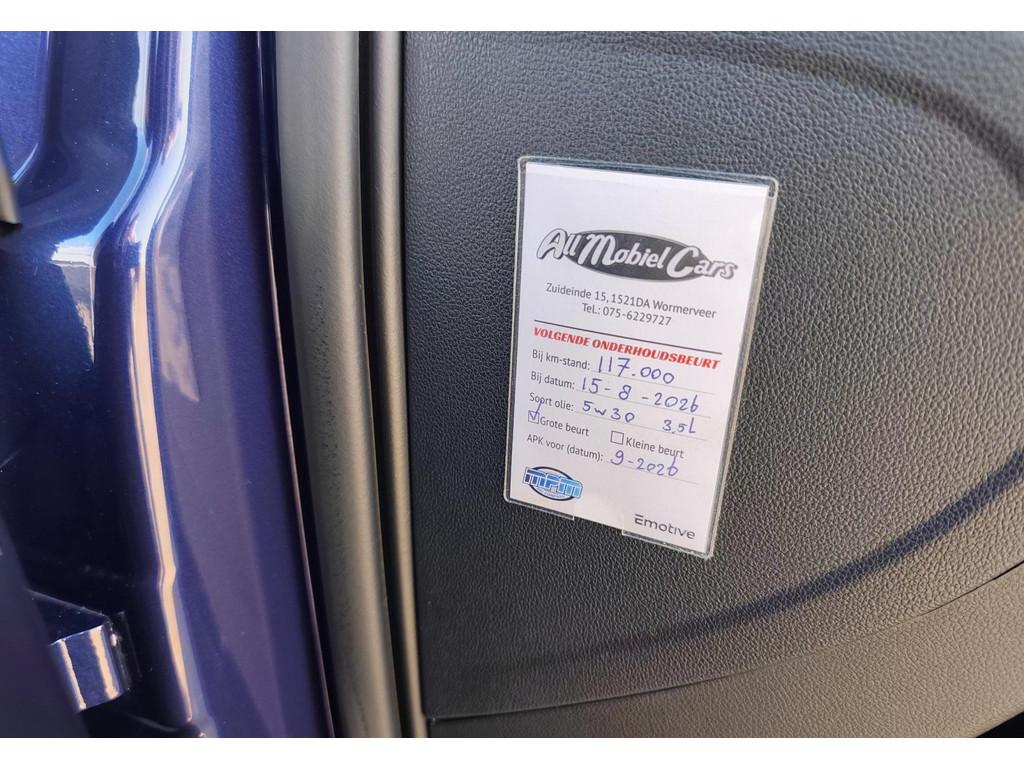 All Mobiel Cars
Zuideinde 15, 1521DA Wormerveer
Tel.: 075-6229727
VOLGENDE ONDERHOUDSBEURT
Bij km-stand: 117.000
Bij datum: 15-8-2026
Soort olie: 5w30 3,5L
Grote beurt Kleine beurt
APK voor (datum): 9-2026
MPM
Emotive